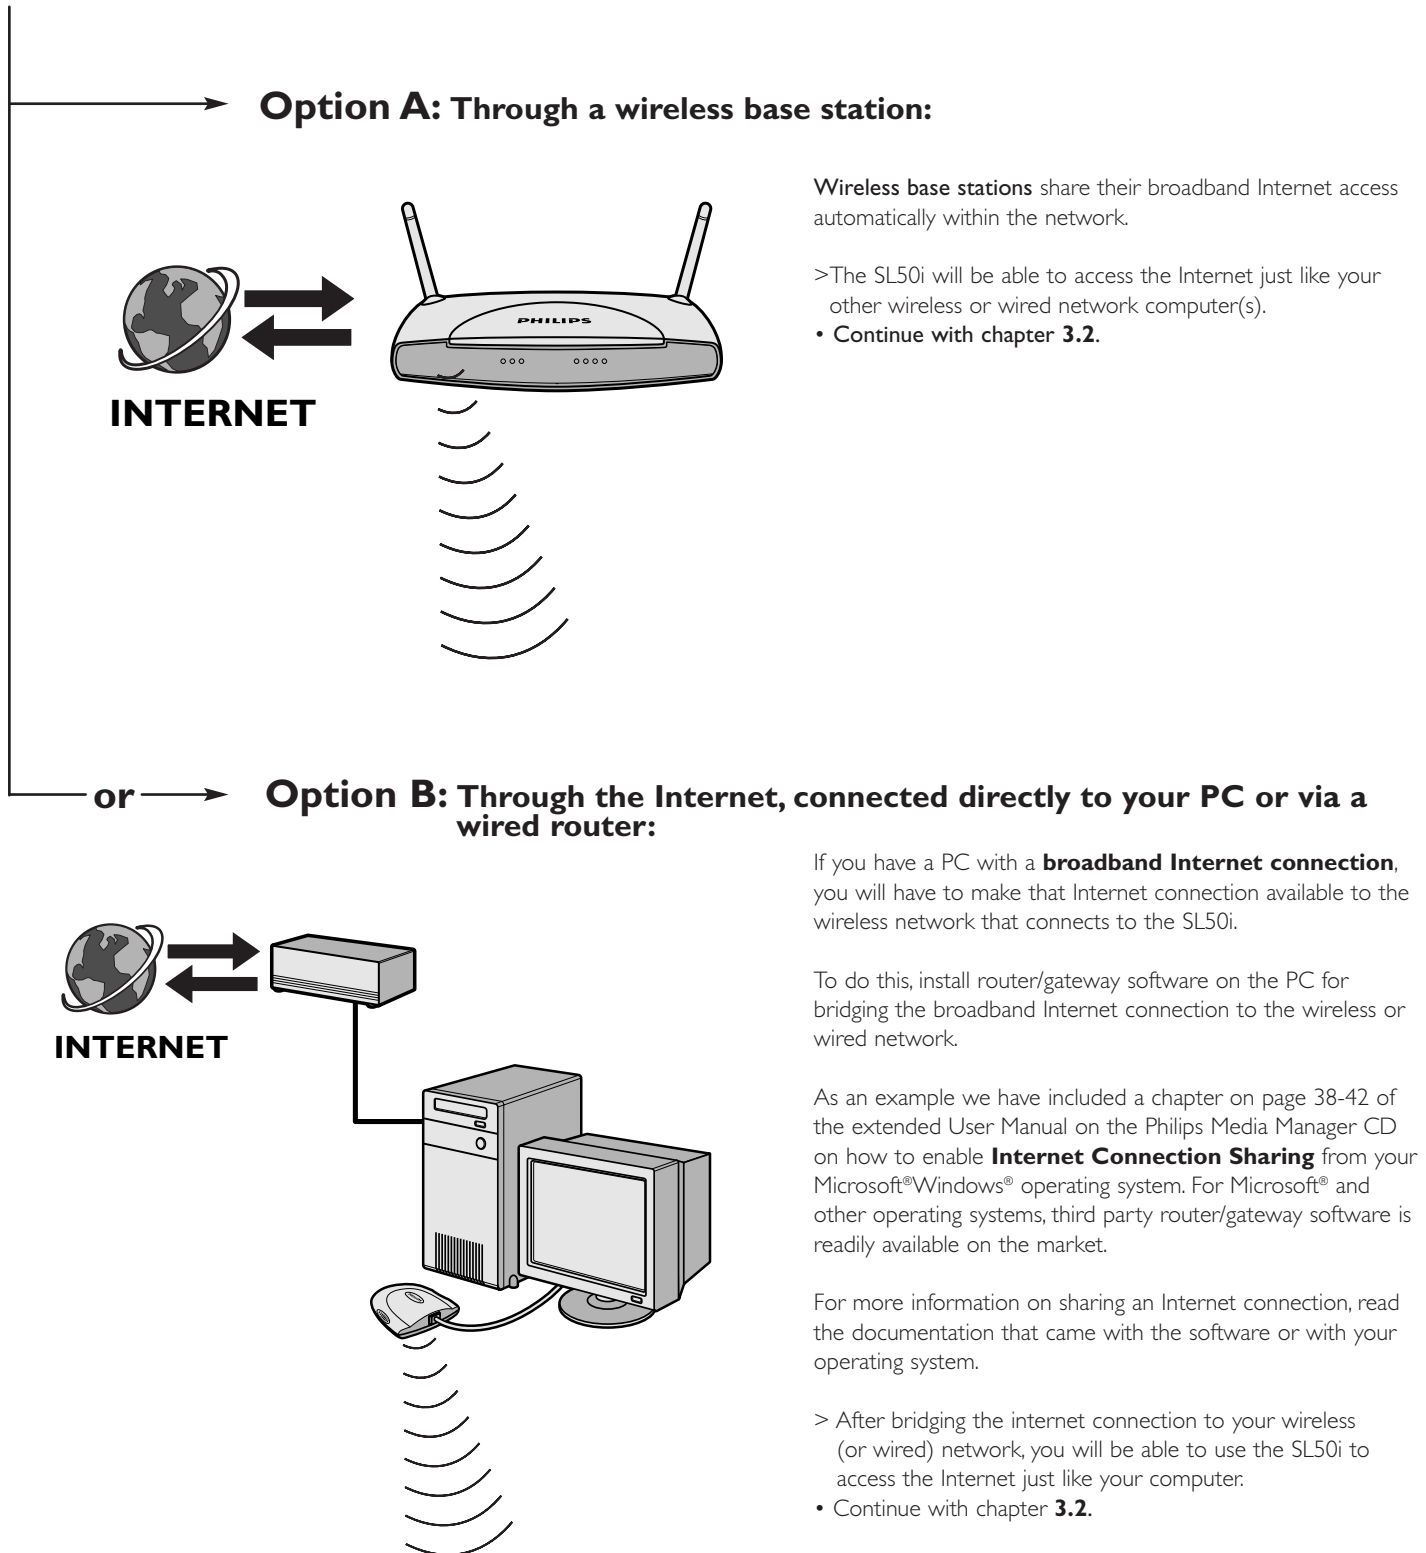 Option A: Through a wireless base station:
Wireless base stations share their broadband Internet access
automatically within the network.
>The SL50i will be able to access the Internet just like your
other wireless or wired network computer(s).
• Continue with chapter 3.2.
PHILIPS
INTERNET
or
Option B: Through the Internet, connected directly to your PC or via a
wired router:
If you have a PC with a broadband Internet connection,
you will have to make that Internet connection available to the
wireless network that connects to the SL50i.
To do this, install router/gateway software on the PC for
bridging the broadband Internet connection to the wireless or
wired network.
As an example we have included a chapter on page 38-42 of
the extended User Manual on the Philips Media Manager CD
on how to enable Internet Connection Sharing from your
Microsoft®Windows® operating system. For Microsoft® and
other operating systems, third party router/gateway software is
readily available on the market.
For more information on sharing an Internet connection, read
the documentation that came with the software or with your
operating system.
> After bridging the internet connection to your wireless
(or wired) network, you will be able to use the SL50i to
access the Internet just like your computer.
• Continue with chapter 3.2.
INTERNET